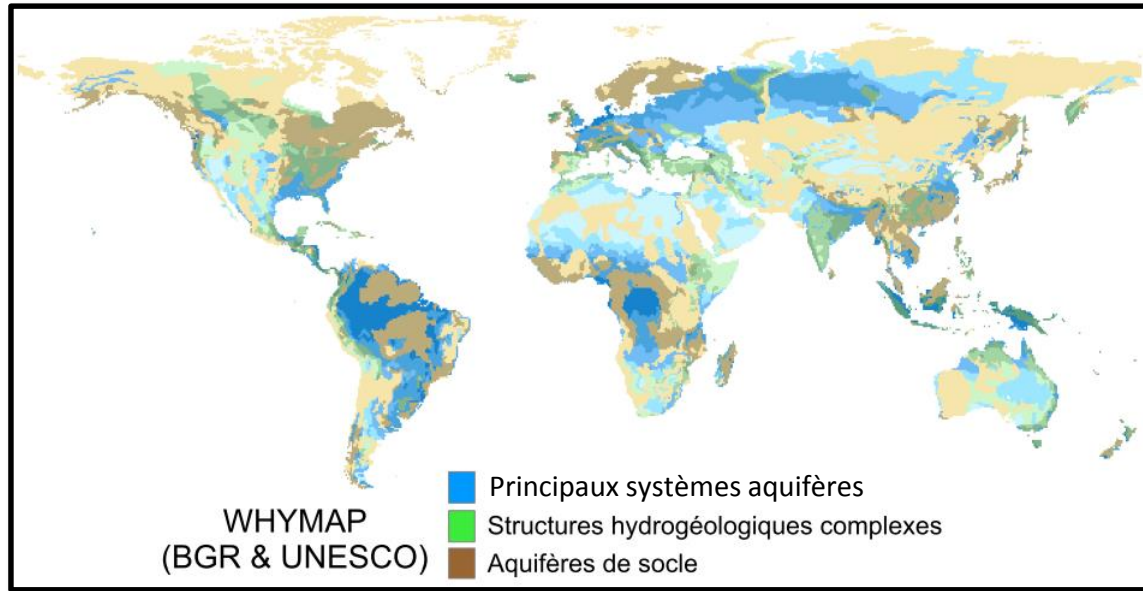 WHYMAP
(BGR & UNESCO)
Principaux systèmes aquifères
Structures hydrogéologiques complexes
Aquifères de socle